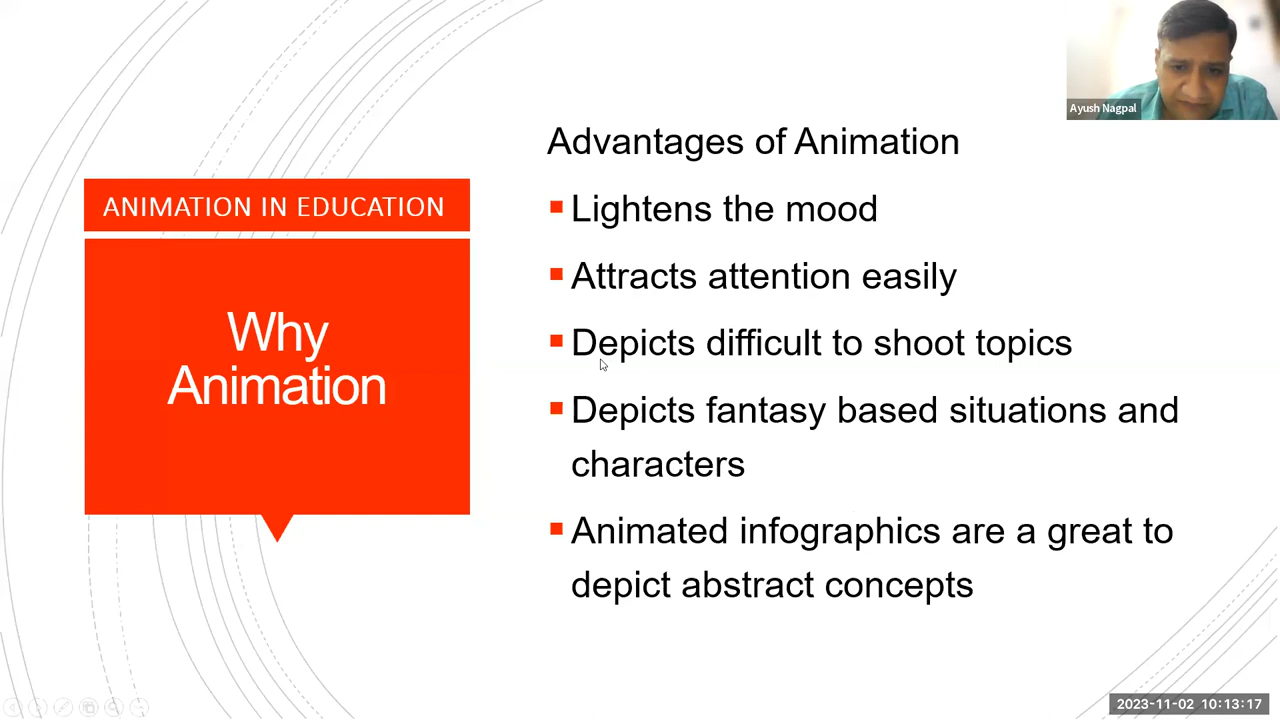 Ayush Nagpal
Advantages of Animation
ANIMATION IN EDUCATION
Why
Animation
Lightens the mood
Attracts attention easily
Depicts difficult to shoot topics
Depicts fantasy based situations and
characters
Animated infographics are a great to
depict abstract concepts
2023-11-02 10:13:17